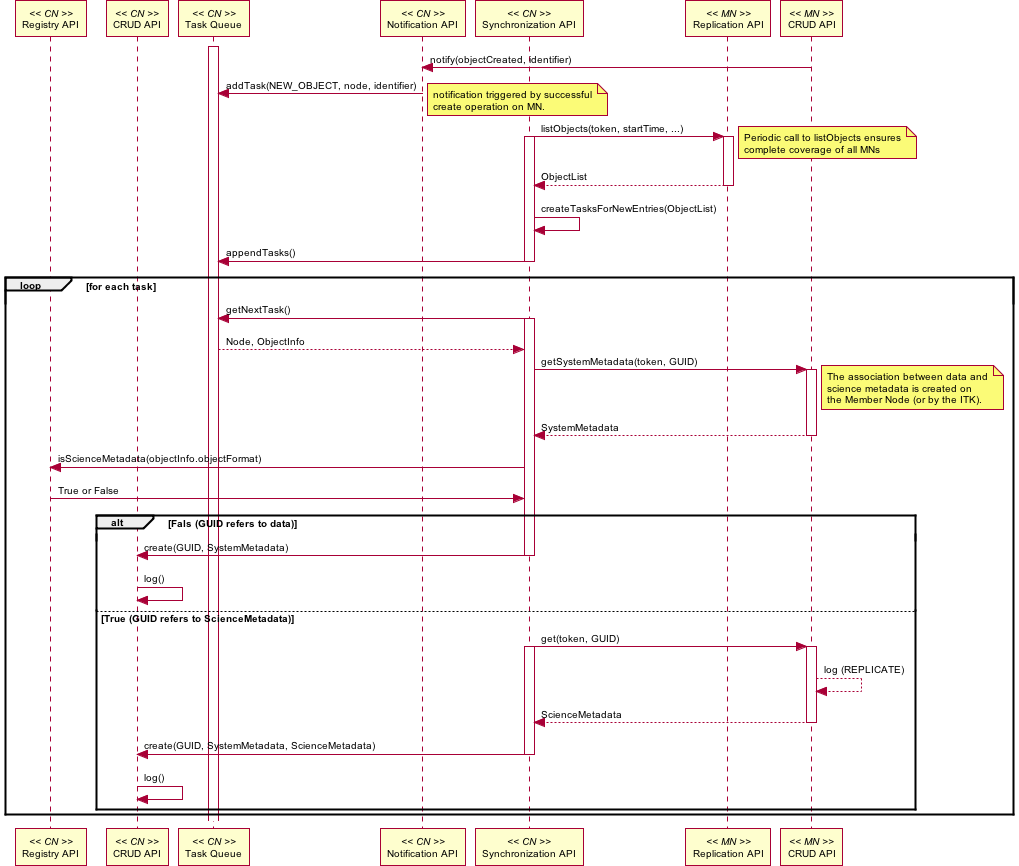 << CN >>
Registry API
<< CN >>
CRUD API
<< CN >>
Task Queue
<< CN >>
Notification API
<< CN >>
Synchronization API
<< MN >>
Replication API
<< MN >>
CRUD API
notify(objectCreated, identifier)
addTask(NEW_OBJECT, node, identifier)
notification triggered by successful
create operation on MN.
listObjects(token, startTime, ...)
Periodic call to listObjects ensures
complete coverage of all MNs
ObjectList
createTasksForNewEntries(ObjectList)
appendTasks()
loop
[for each task]
getNextTask()
Node, ObjectInfo
getSystemMetadata(token, GUID)
The association between data and
science metadata is created on
the Member Node (or by the ITK).
SystemMetadata
isScienceMetadata(objectInfo.objectFormat)
True or False
alt
[Fals (GUID refers to data)]
create(GUID, SystemMetadata)
log()
[True (GUID refers to ScienceMetadata)]
get(token, GUID)
log (REPLICATE)
ScienceMetadata
create(GUID, SystemMetadata, ScienceMetadata)
log()
<< CN >>
Registry API
<< CN >>
CRUD API
<< CN >>
Task Queue
<< CN >>
Notification API
<< CN >>
Synchronization API
<< MN >>
Replication API
<< MN >>
CRUD API